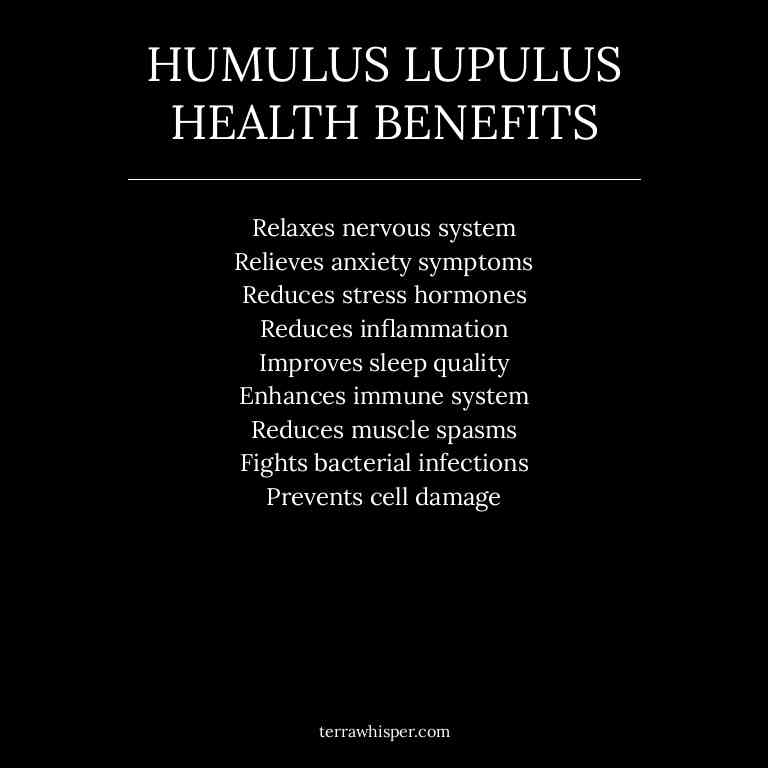 HUMULUS LUPULUS
HEALTH BENEFITS
Relaxes nervous system
Relieves anxiety symptoms
Reduces stress hormones
Reduces inflammation
Improves sleep quality
Enhances immune system
Reduces muscle spasms
Fights bacterial infections
Prevents cell damage
terrawhisper.com